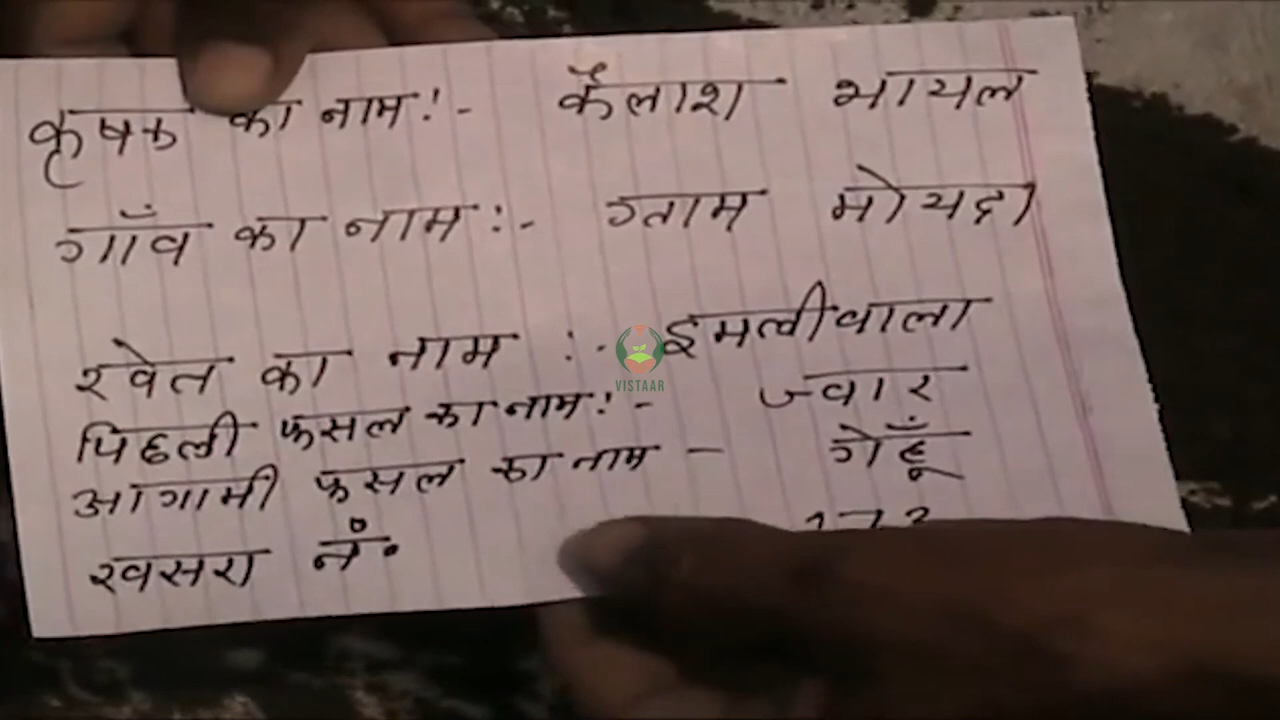 कृषक का नाम:- कैलाश भायल
गाँव का नाम:- ग्राम मोयदा
खेत का नाम :- इमलीवाला
पिछली फसल का नाम:- ज्वार
आगामी फसल का नाम - गेहूँ
खसरा नं.
VISTAAR